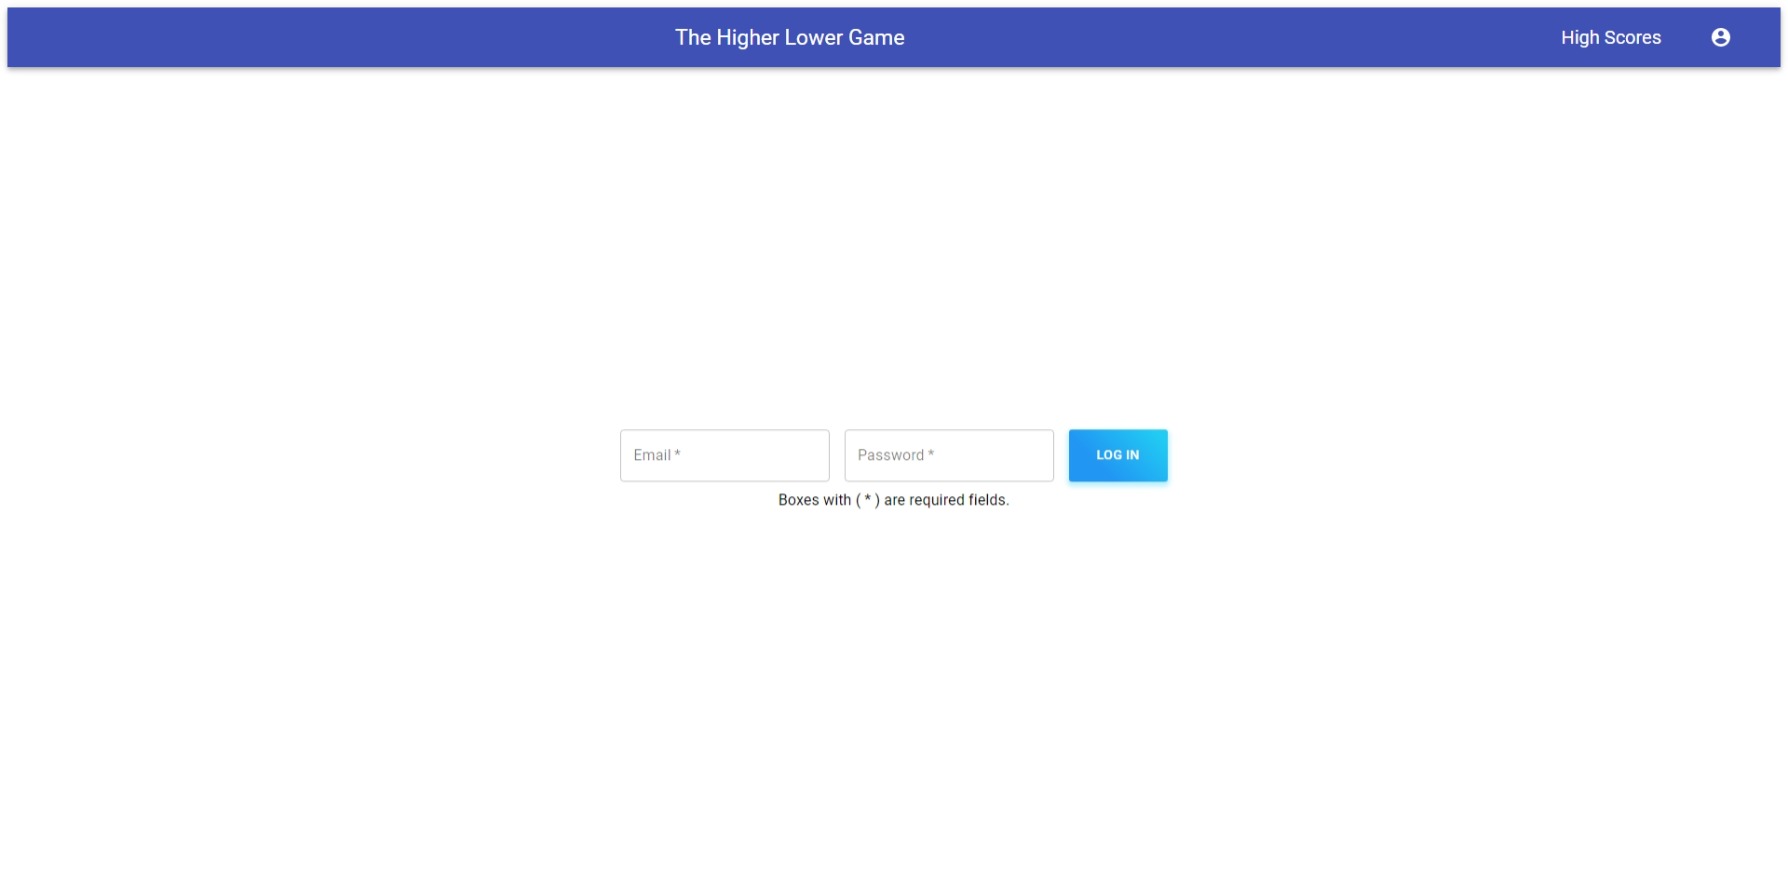 The Higher Lower Game
High Scores
Email *
Password *
LOG IN
Boxes with ( * ) are required fields.